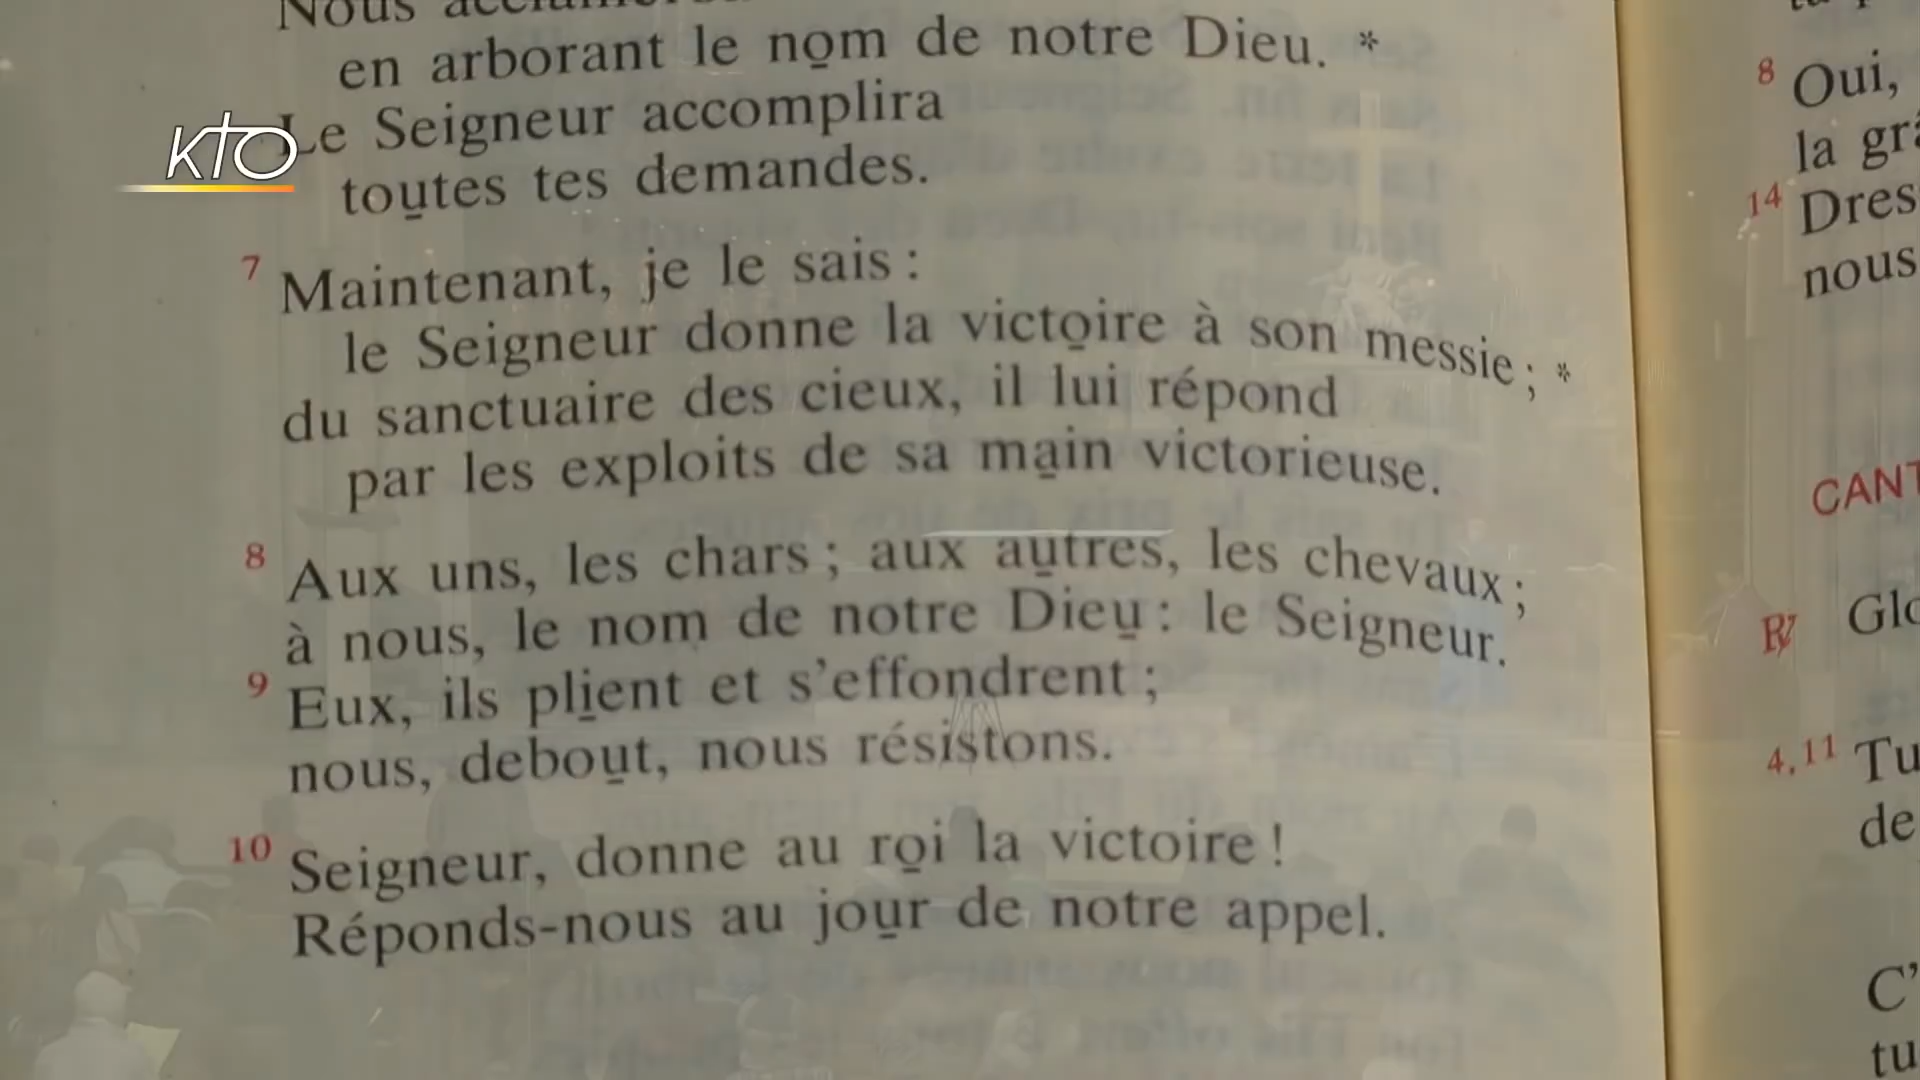 Nous
en arborant le nom de notre Dieu. *
Le Seigneur accomplira
toutes tes demandes.
7 Maintenant, je le sais :
le Seigneur donne la victoire à son messie ; *
du sanctuaire des cieux, il lui répond
par les exploits de sa main victorieuse.
8 Aux uns, les chars ; aux autres, les chevaux ;
à nous, le nom de notre Dieu : le Seigneur.
9 Eux, ils plient et s'effondrent ;
nous, debout, nous résistons.
10 Seigneur, donne au roi la victoire !
Réponds-nous au jour de notre appel.
KTO
8 Oui,
la
14
nous
℟
4.11 Tu
de
C'
tu